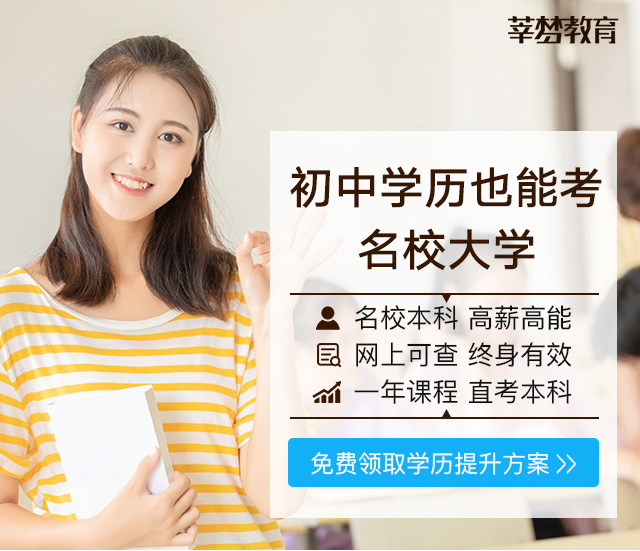 莘梦教育
初中学历也能考
名校大学
名校本科 高薪高能
网上可查 终身有效
一年课程 直考本科
免费领取学历提升方案 >>